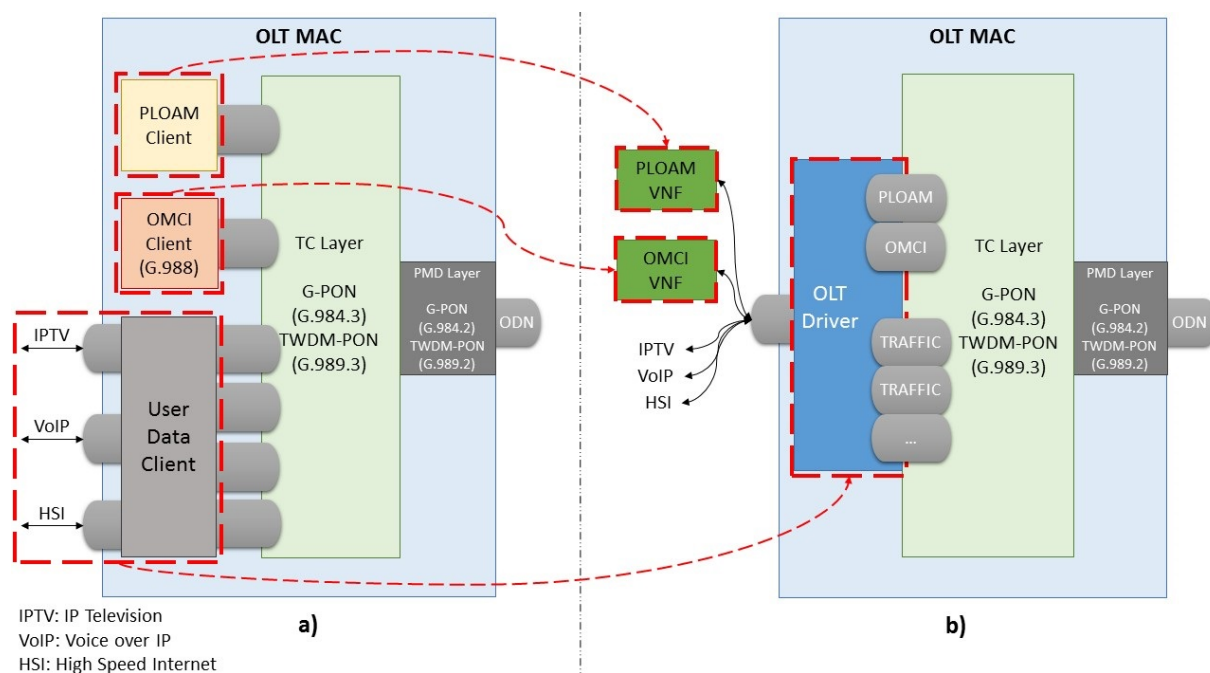 OLT MAC
PLOAM
Client
OMCI
Client
(G.988)
TC Layer
G-PON
(G.984.3)
TWDM-PON
(G.989.3)
PMD Layer
G-PON
(G.984.2)
TWDM-PON
(G.989.2)
ODN
IPTV
VoIP
HSI
User
Data
Client
IPTV: IP Television
VoIP: Voice over IP
HSI: High Speed Internet
a)
OLT MAC
PLOAM
VNF
OMCI
VNF
IPTV
VoIP
HSI
OLT
Driver
PLOAM
OMCI
TRAFFIC
TRAFFIC
...
TC Layer
G-PON
(G.984.3)
TWDM-PON
(G.989.3)
PMD Layer
G-PON
(G.984.2)
TWDM-PON
(G.989.2)
ODN
b)